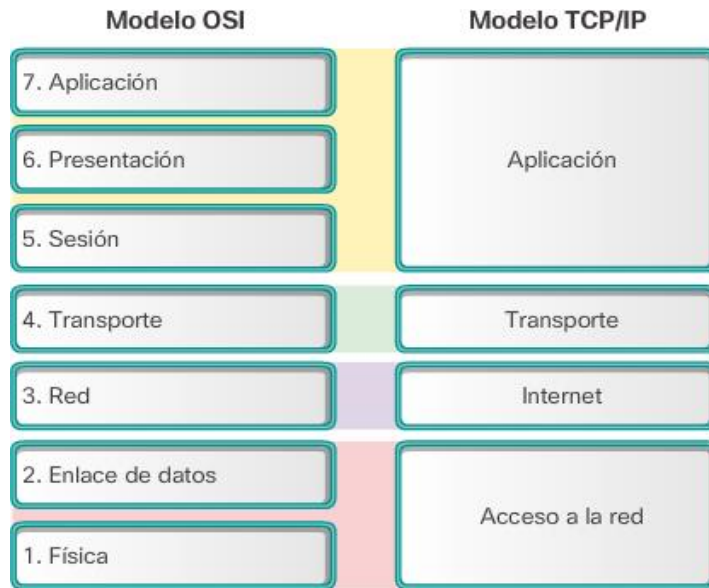 Modelo OSI
Modelo TCP/IP
7. Aplicación
6. Presentación
5. Sesión
Aplicación
4. Transporte
Transporte
3. Red
Internet
2. Enlace de datos
1. Física
Acceso a la red